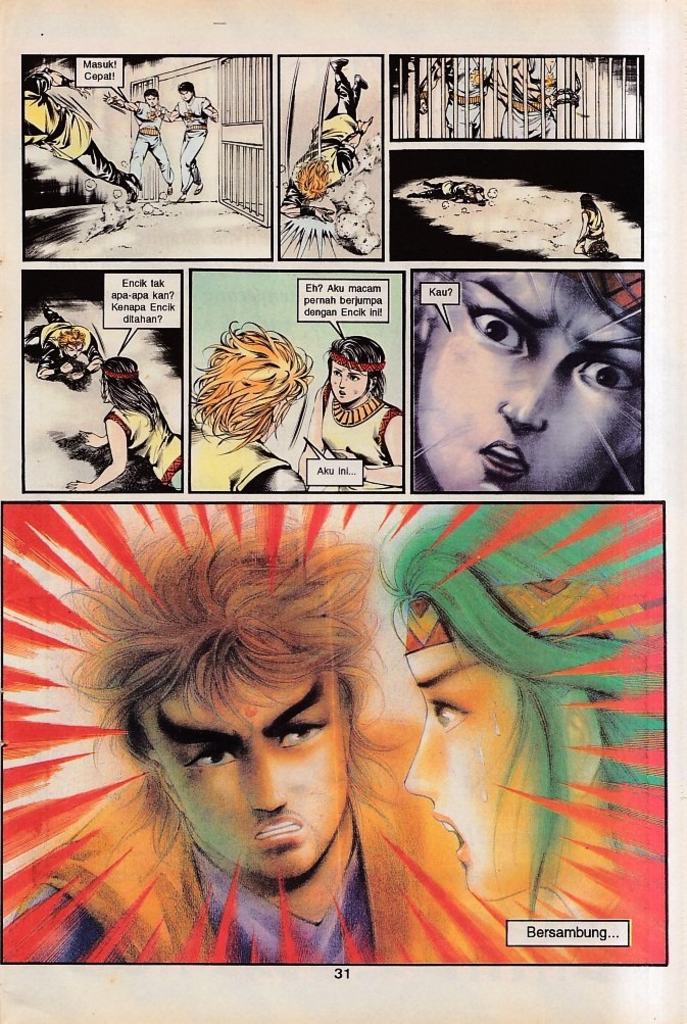 Masuk!
Cepat!
Encik tak
apa-apa kan?
Kenapa Encik
ditahan?
Eh? Aku macam
pernah berjumpa
dengan Encik ini!
Aku ini...
Kau?
Bersambung...
31